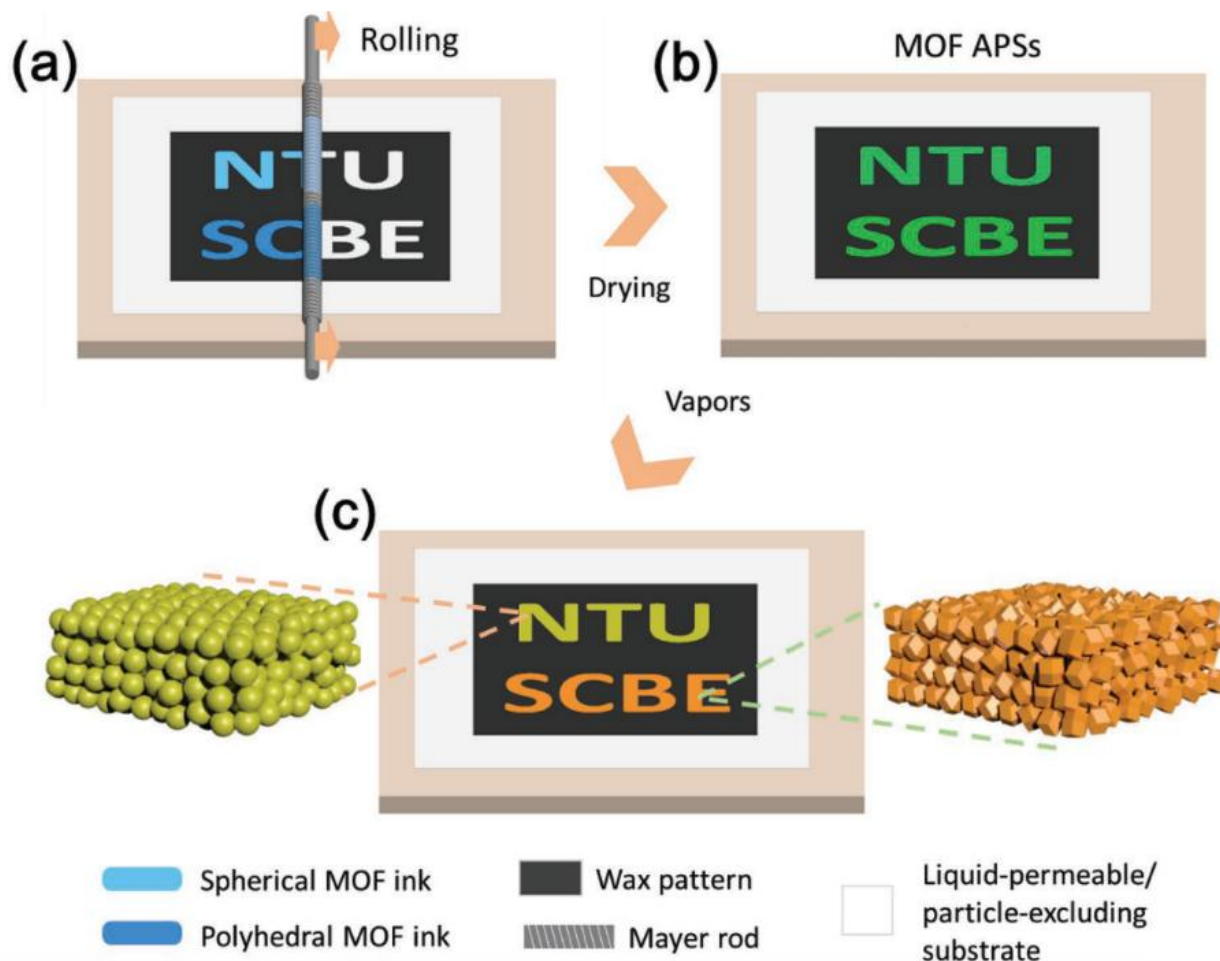 (a)
Rolling
NTU
SCBE
Drying
(b)
MOF APSs
NTU
SCBE
Vapors
(c)
NTU
SCBE
Spherical MOF ink
Polyhedral MOF ink
Wax pattern
Mayer rod
Liquid-permeable/
particle-excluding
substrate